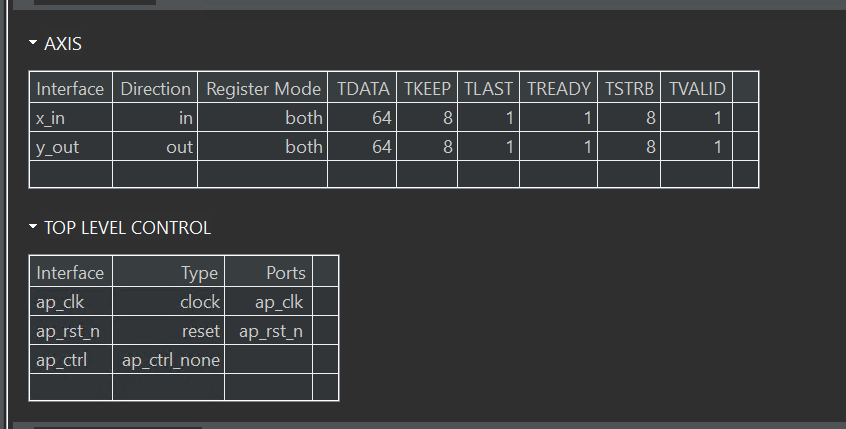 AXIS
Interface Direction Register Mode TDATA TKEEP TLAST TREADY TSTRB TVALID
x_in in both 64 8 1 1 8 1
y_out out both 64 8 1 1 8 1
TOP LEVEL CONTROL
Interface Type Ports
ap_clk clock ap_clk
ap_rst_n reset ap_rst_n
ap_ctrl ap_ctrl_none